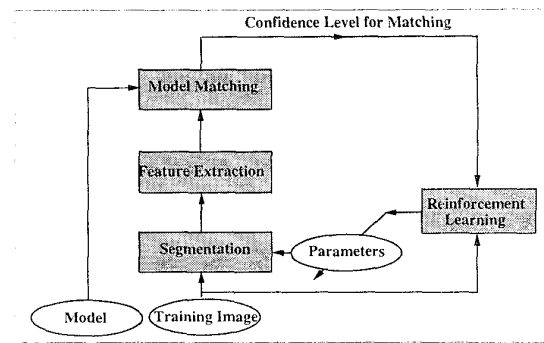 Confidence Level for Matching
Model Matching
Feature Extraction
Reinforcement
Learning
Segmentation
Parameters
Model
Training Image